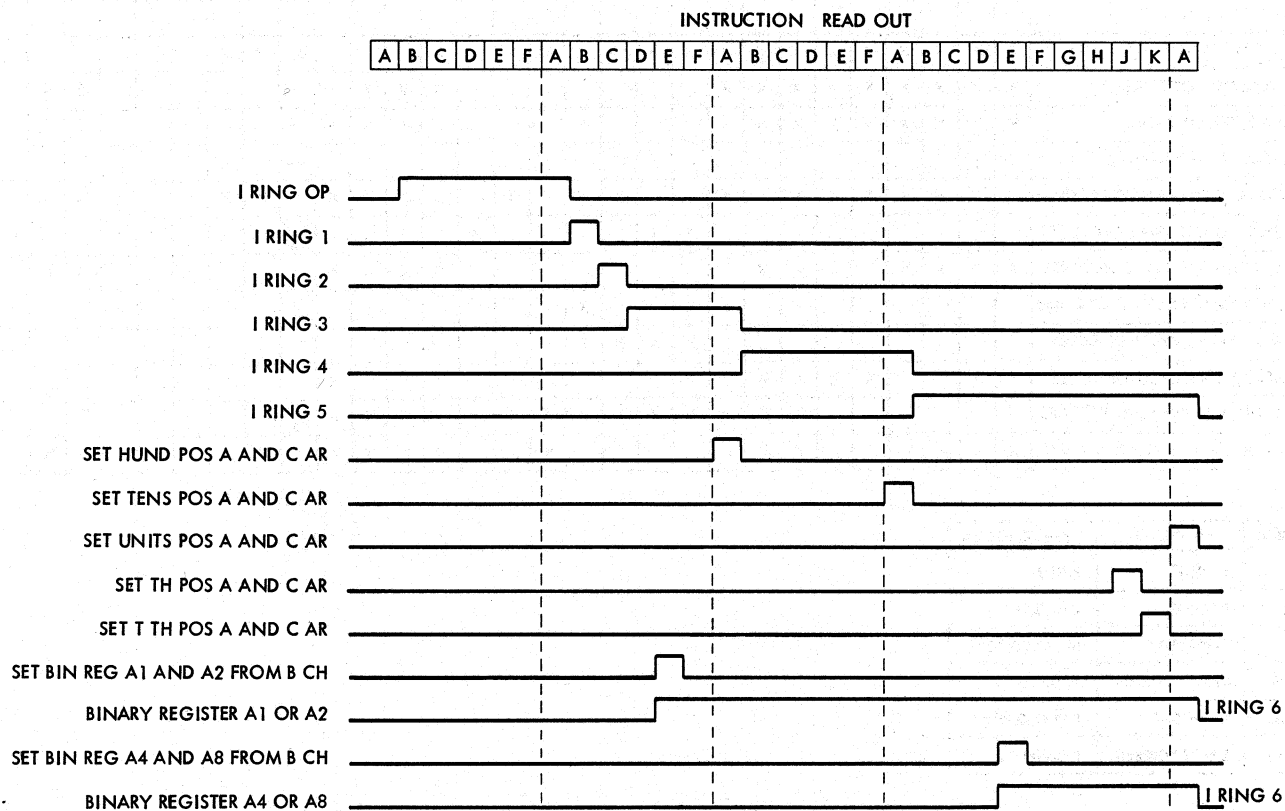 INSTRUCTION READ OUT
A B C D E F A B C D E F A B C D E F A B C D E F G H J K A
I RING OP
I RING 1
I RING 2
I RING 3
I RING 4
I RING 5
SET HUND POS A AND C AR
SET TENS POS A AND C AR
SET UNITS POS A AND C AR
SET TH POS A AND C AR
SET T TH POS A AND C AR
SET BIN REG A1 AND A2 FROM B CH
BINARY REGISTER A1 OR A2
I RING 6
SET BIN REG A4 AND A8 FROM B CH
BINARY REGISTER A4 OR A8
I RING 6